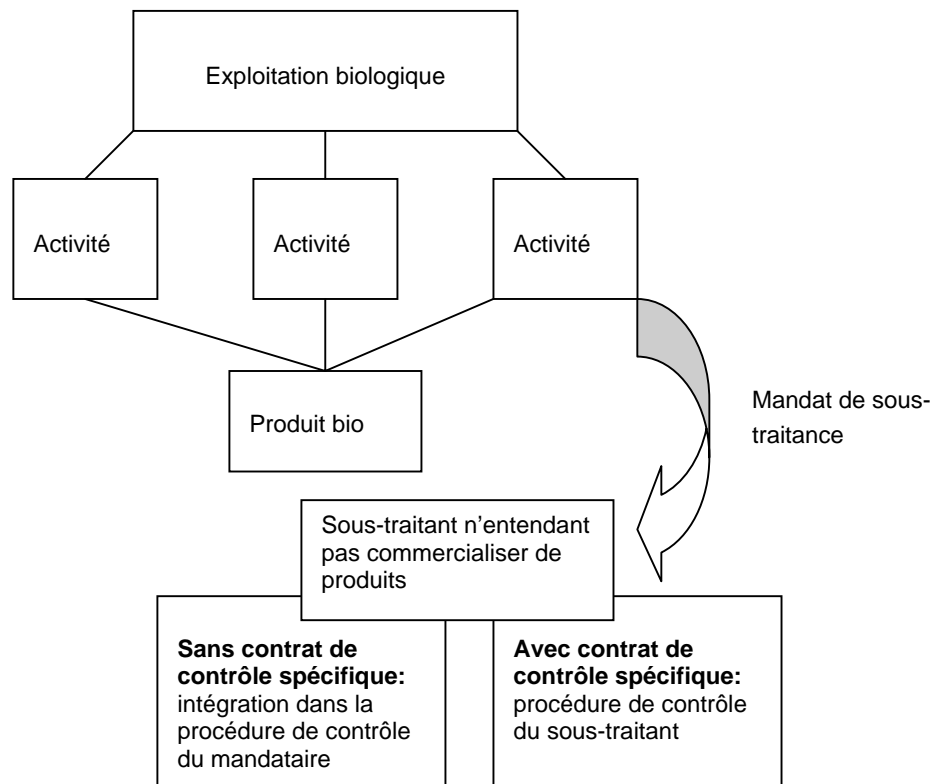 Exploitation biologique
Activité
Activité
Activité
Produit bio
Mandat de sous-
traitance
Sous-traitant n'entendant
pas commercialiser de
produits
Sans contrat de
contrôle spécifique:
intégration dans la
procédure de contrôle
du mandataire
Avec contrat de
contrôle spécifique:
procédure de contrôle
du sous-traitant